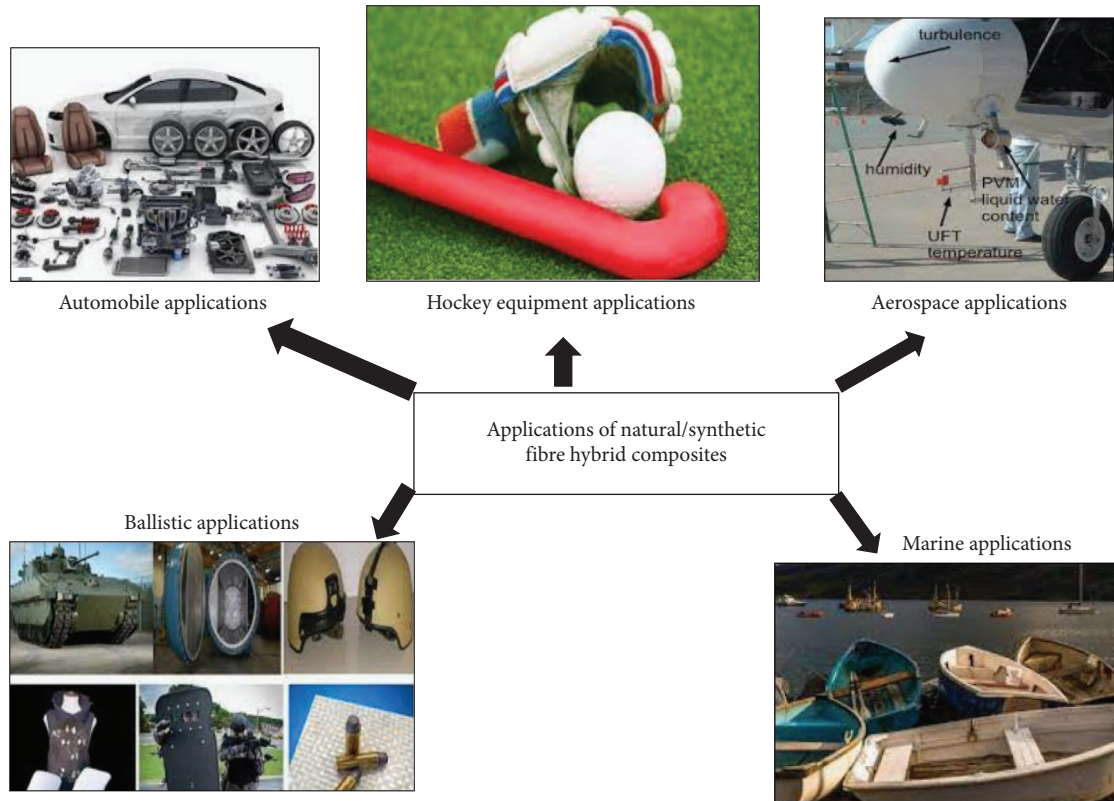 turbulence
humidity
PVM
liquid water
content
UFT
temperature
Automobile applications
Hockey equipment applications
Aerospace applications
Applications of natural/synthetic
fibre hybrid composites
Ballistic applications
Marine applications